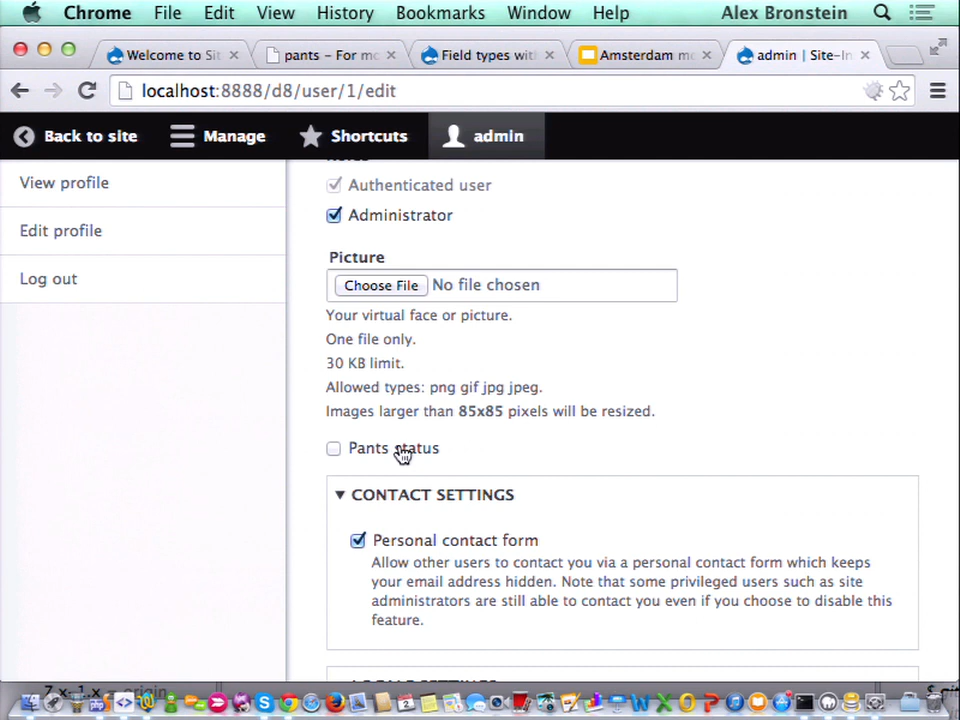 Chrome File Edit View History Bookmarks Window Help Alex Bronstein
Welcome to Sit
pants – For mo
Field types with
Amsterdam mo
admin | Site-In
localhost:8888/d8/user/1/edit
Back to site Manage Shortcuts admin
View profile
Edit profile
Log out
Authenticated user
Administrator
Picture
Choose File No file chosen
Your virtual face or picture.
One file only.
30 KB limit.
Allowed types: png gif jpg jpeg.
Images larger than 85x85 pixels will be resized.
Pants status
▼ CONTACT SETTINGS
Personal contact form
Allow other users to contact you via a personal contact form which keeps
your email address hidden. Note that some privileged users such as site
administrators are still able to contact you even if you choose to disable this
feature.